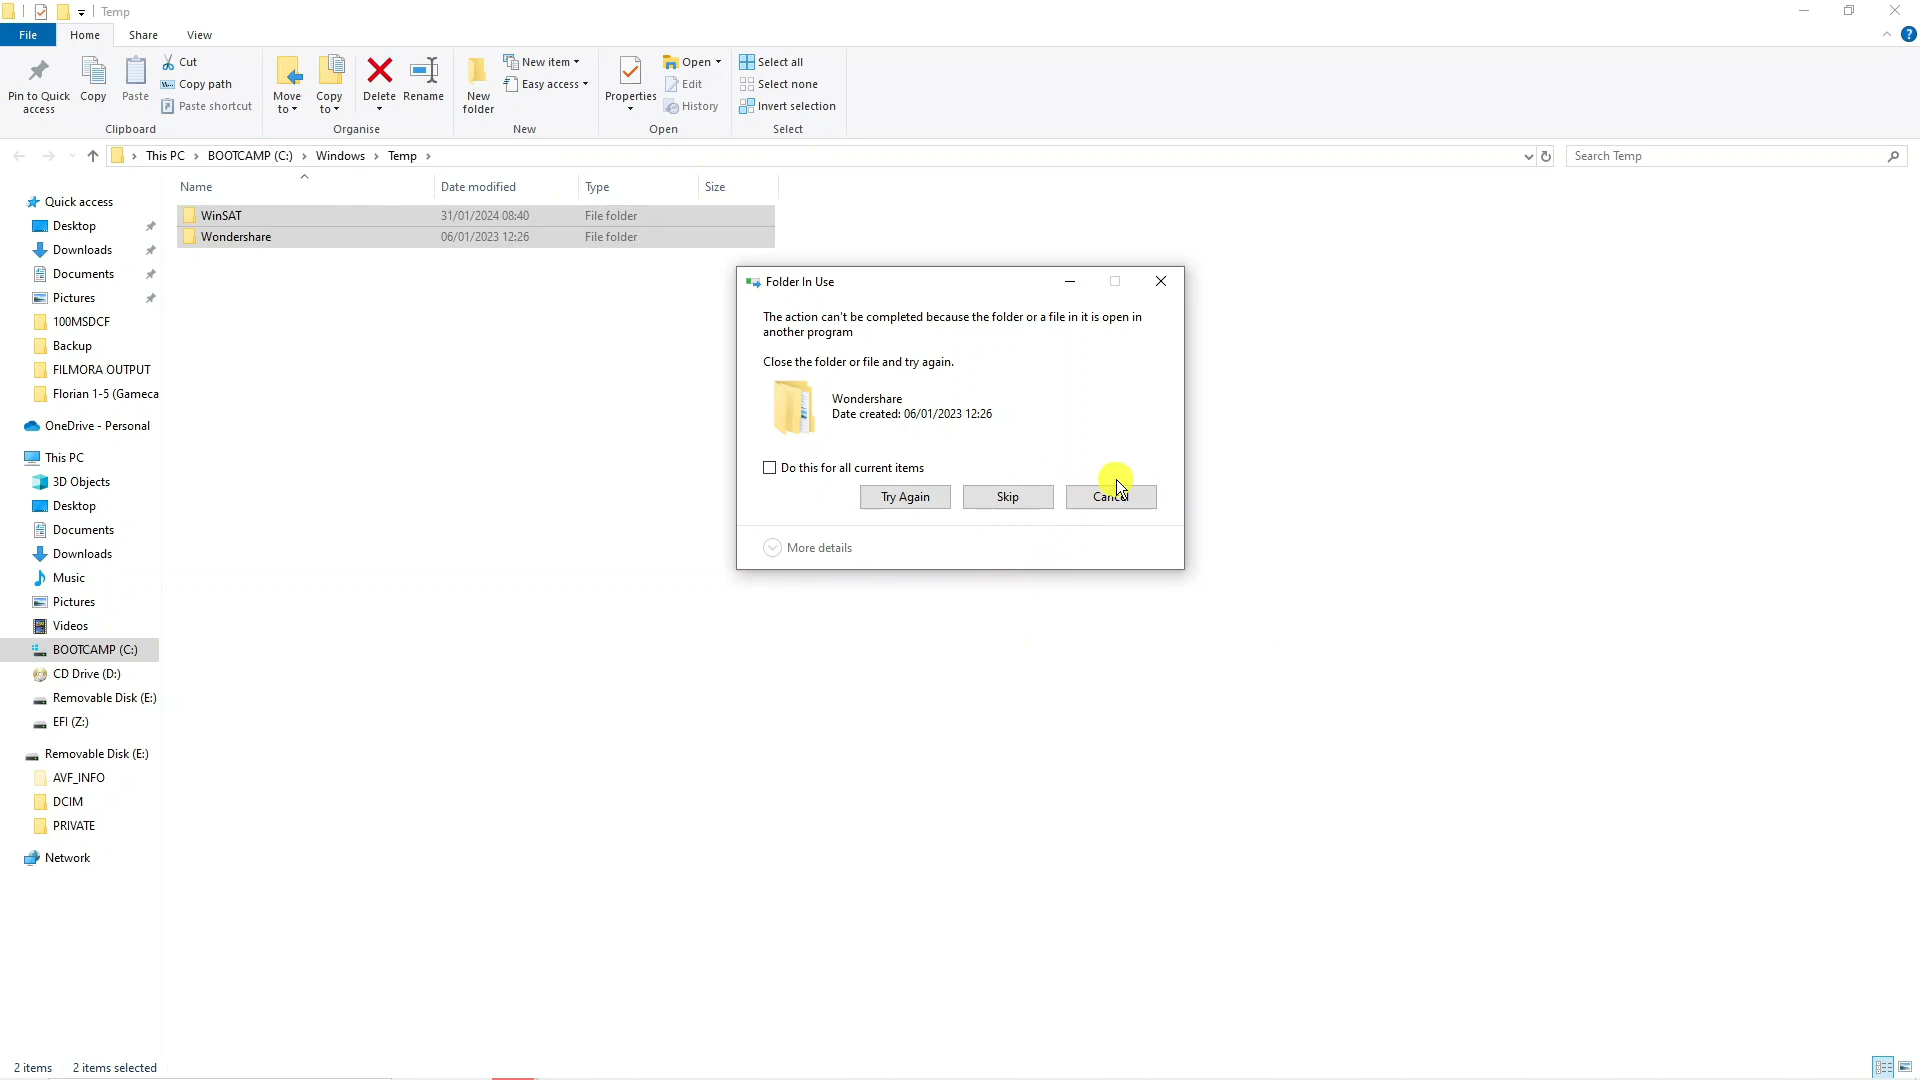 Temp
File
Home
Share
View
Pin to Quick access
Copy
Paste
Cut
Copy path
Paste shortcut
Clipboard
Move to
Copy to
Delete
Rename
Organise
New folder
New item
Easy access
New
Properties
Open
Edit
History
Open
Select all
Select none
Invert selection
Select
This PC
BOOTCAMP (C:)
Windows
Temp
Search Temp
Name
Date modified
Type
Size
WinSAT 31/01/2024 08:40 File folder
Wondershare 06/01/2023 12:26 File folder
Quick access
Desktop
Downloads
Documents
Pictures
100MSDCF
Backup
FILMORA OUTPUT
Florian 1-5 (Gameca
OneDrive - Personal
This PC
3D Objects
Desktop
Documents
Downloads
Music
Pictures
Videos
BOOTCAMP (C:)
CD Drive (D:)
Removable Disk (E:)
EFI (Z:)
Removable Disk (E:)
AVF_INFO
DCIM
PRIVATE
Network
Folder In Use
The action can't be completed because the folder or a file in it is open in
another program
Close the folder or file and try again.
Wondershare
Date created: 06/01/2023 12:26
Do this for all current items
Try Again
Skip
Cancel
More details
2 items
2 items selected